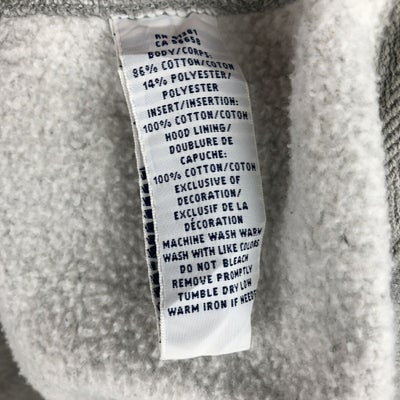 BODY/CORPS:
86% COTTON/COTON
14% POLYESTER/
POLYESTER
INSERT/INSERTION:
100% COTTON/COTON
HOOD LINING/
DOUBLURE DE
CAPUCHE:
100% COTTON/COTON
EXCLUSIVE OF
DECORATION/
EXCLUSIF DE LA
DÉCORATION
MACHINE WASH WARM
WASH WITH LIKE COLORS
DO NOT BLEACH
REMOVE PROMPTLY
TUMBLE DRY LOW
WARM IRON IF NEEDED